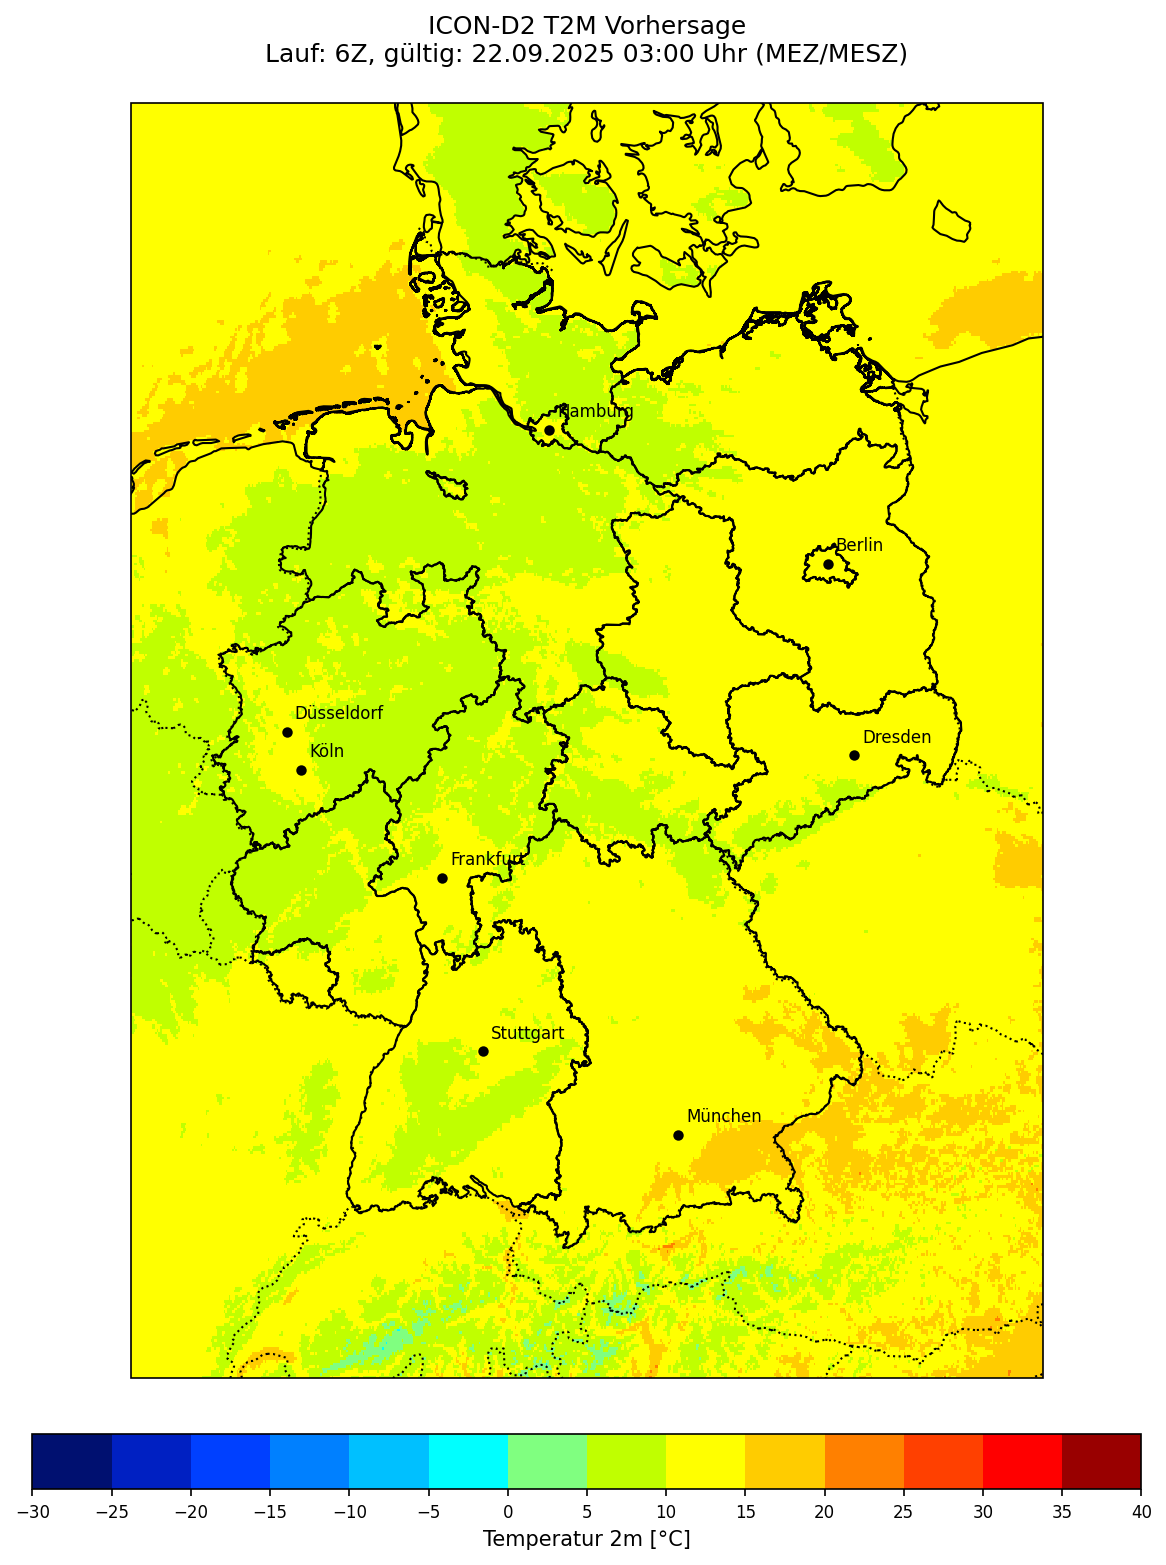 ICON-D2 T2M Vorhersage
Lauf: 6Z, gültig: 22.09.2025 03:00 Uhr (MEZ/MESZ)
Hamburg
Berlin
Düsseldorf
Dresden
Köln
Frankfurt
Stuttgart
München
−30 −25 −20 −15 −10 −5 0 5 10 15 20 25 30 35 40
Temperatur 2m [°C]